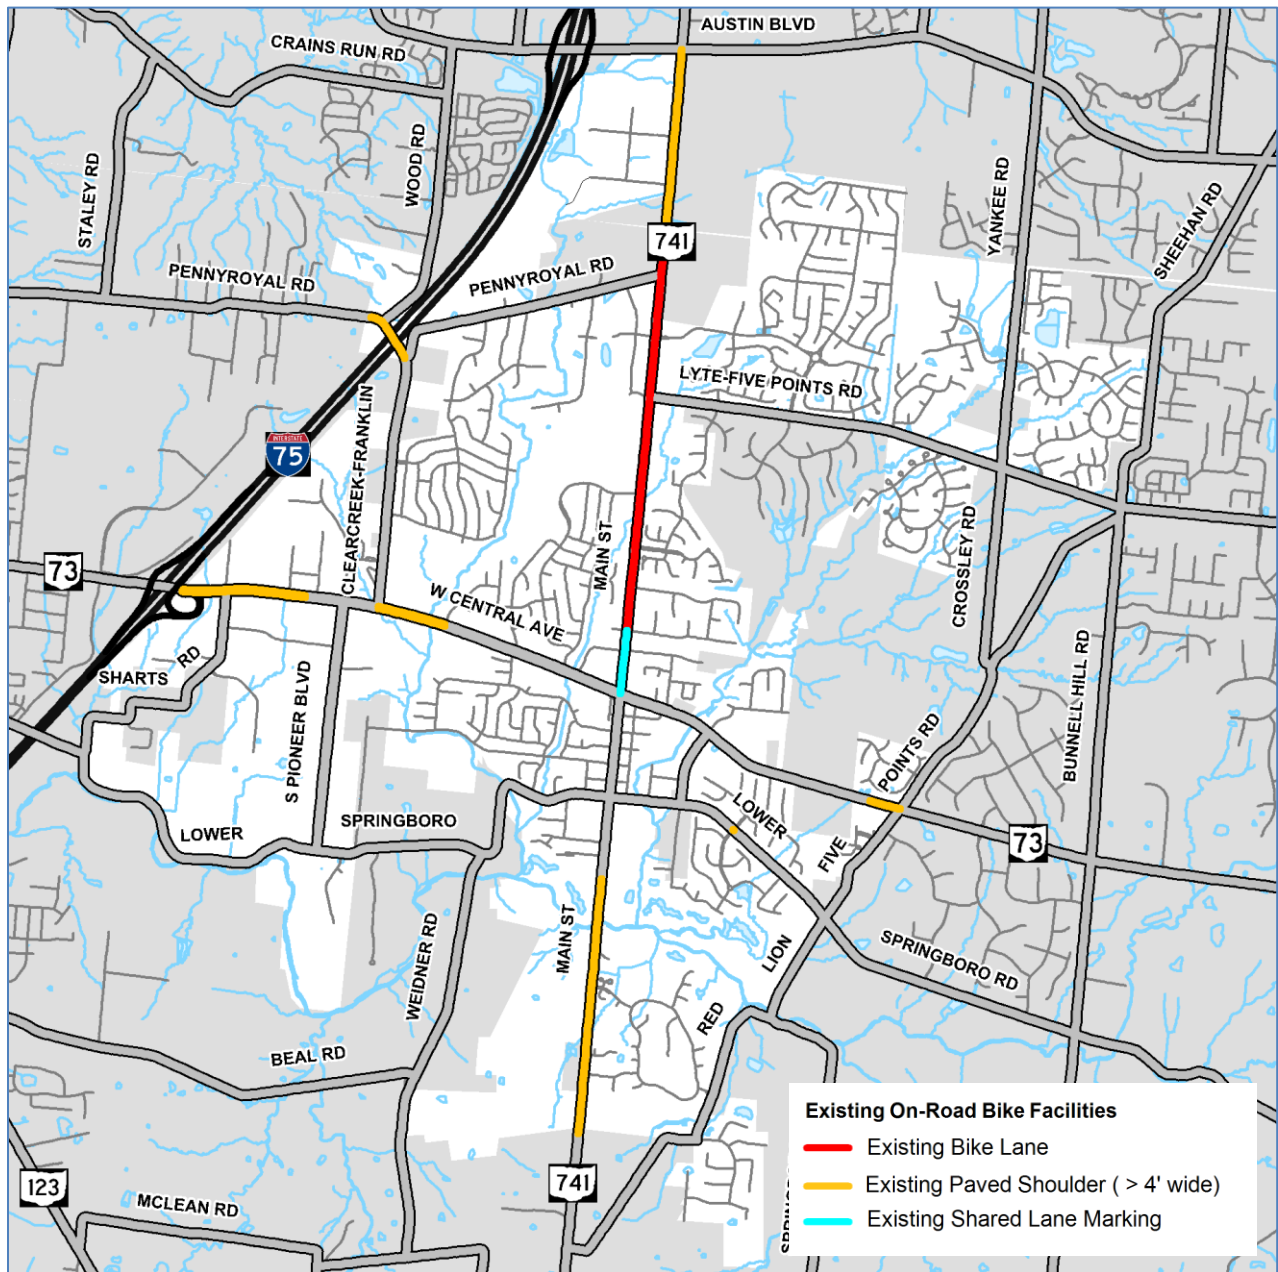 AUSTIN BLVD
CRAINS RUN RD
WOOD RD
STALEY RD
YANKEE RD
SHEEHAN RD
741
PENNYROYAL RD
PENNYROYAL RD
LYTE-FIVE POINTS RD
INTERSTATE
75
CLEARCREEK-FRANKLIN
MAIN ST
CROSSLEY RD
73
W CENTRAL AVE
SHARTS RD
S PIONEER BLVD
BUNNELL HILL RD
POINTS RD
LOWER
SPRINGBORO
LOWER
FIVE
73
MAIN ST
WEIDNER RD
LION
SPRINGBORO RD
RED
BEAL RD
123
MCLEAN RD
741
Existing On-Road Bike Facilities
Existing Bike Lane
Existing Paved Shoulder ( > 4' wide)
Existing Shared Lane Marking